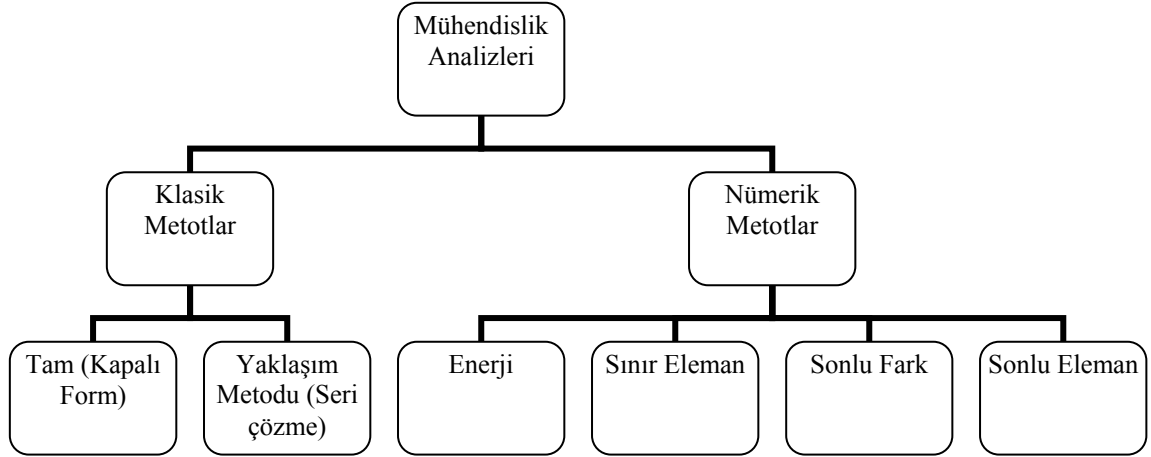 Mühendislik
Analizleri
Klasik
Metotlar
Nümerik
Metotlar
Tam (Kapalı
Form)
Yaklaşım
Metodu (Seri
çözme)
Enerji
Sınır Eleman
Sonlu Fark
Sonlu Eleman